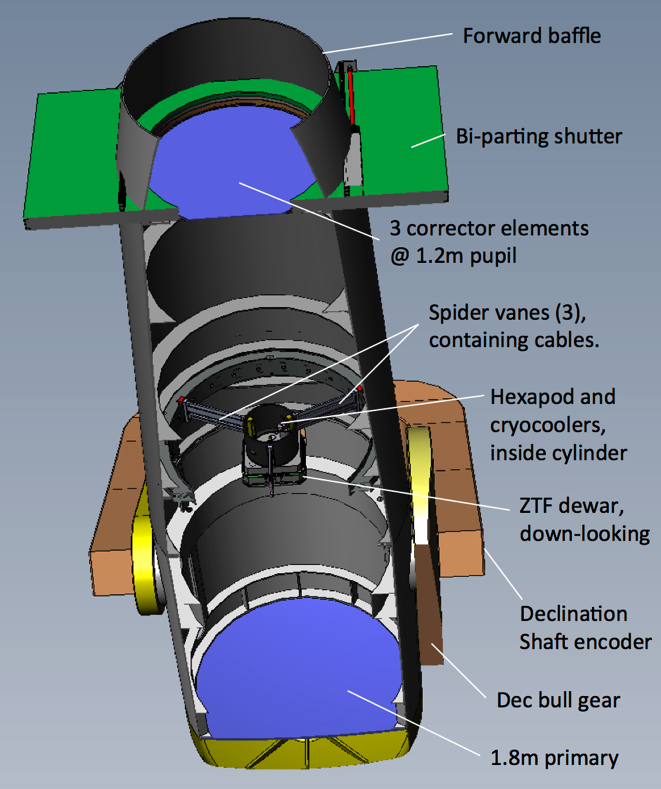 Forward baffle
Bi-parting shutter
3 corrector elements
@ 1.2m pupil
Spider vanes (3),
containing cables.
Hexapod and
cryocoolers,
inside cylinder
ZTF dewar,
down-looking
Declination
Shaft encoder
Dec bull gear
1.8m primary